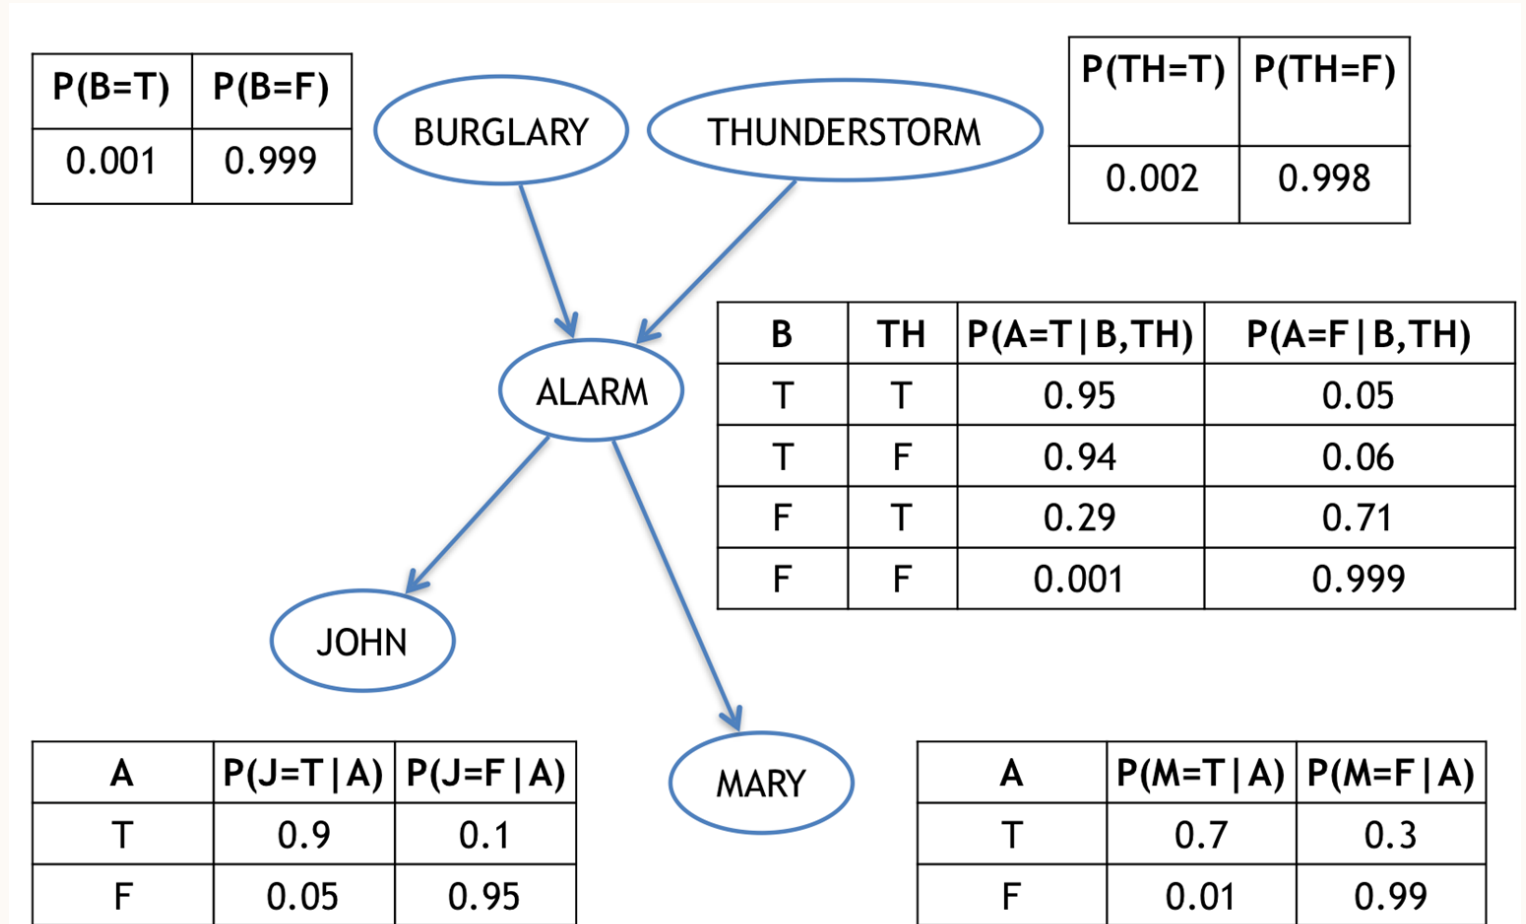 P(B=T) P(B=F)
0.001 0.999
BURGLARY
THUNDERSTORM
P(TH=T) P(TH=F)
0.002 0.998
ALARM
B TH P(A=T|B,TH) P(A=F|B,TH)
T T 0.95 0.05
T F 0.94 0.06
F T 0.29 0.71
F F 0.001 0.999
JOHN
MARY
A P(J=T|A) P(J=F|A)
T 0.9 0.1
F 0.05 0.95
A P(M=T|A) P(M=F|A)
T 0.7 0.3
F 0.01 0.99